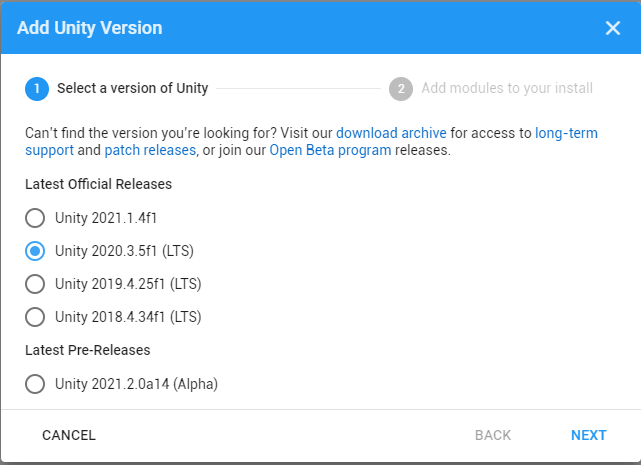 Add Unity Version
1 Select a version of Unity 2 Add modules to your install
Can't find the version you're looking for? Visit our download archive for access to long-term
support and patch releases, or join our Open Beta program releases.
Latest Official Releases
Unity 2021.1.4f1
Unity 2020.3.5f1 (LTS)
Unity 2019.4.25f1 (LTS)
Unity 2018.4.34f1 (LTS)
Latest Pre-Releases
Unity 2021.2.0a14 (Alpha)
CANCEL BACK NEXT